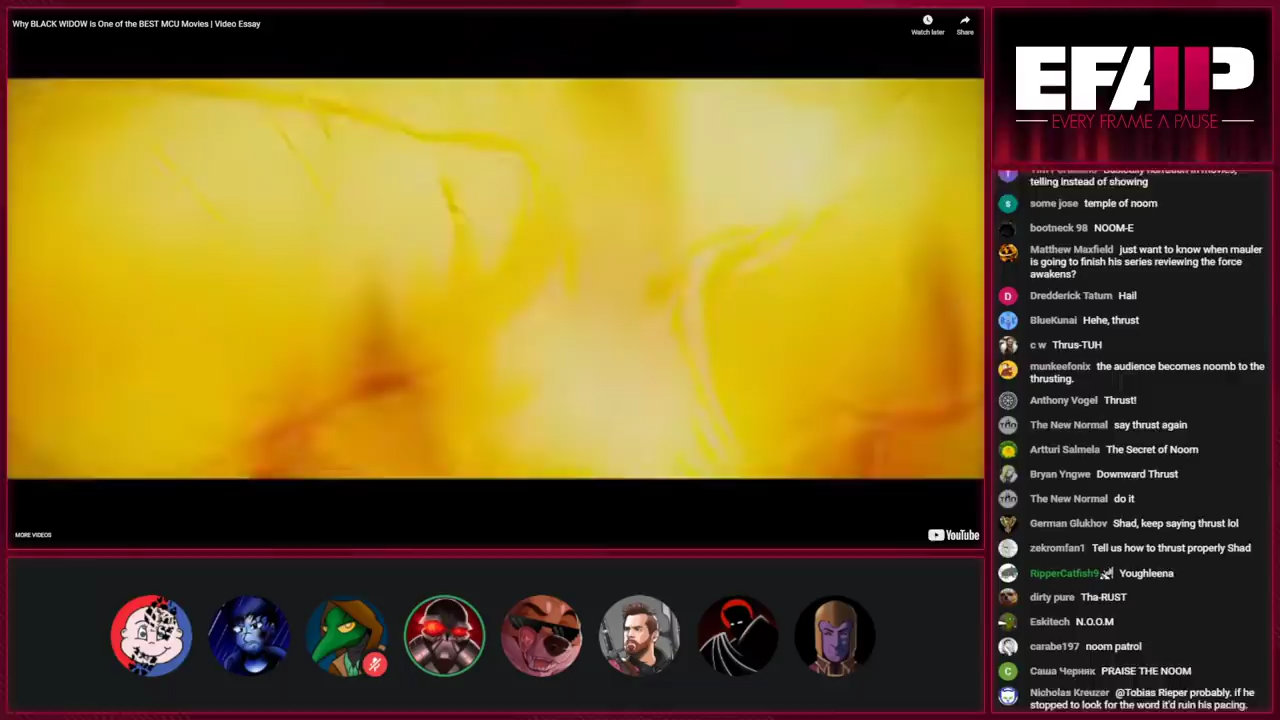 Why BLACK WIDOW is One of the BEST MCU Movies | Video Essay
Watch later
Share
MORE VIDEOS
YouTube
EFAP
EVERY FRAME A PAUSE
telling instead of showing
some jose temple of noom
bootneck 98 NOOM-E
Matthew Maxfield just want to know when mauler
is going to finish his series reviewing the force
awakens?
Dredderick Tatum Hail
BlueKunai Hehe, thrust
c w Thrus-TUH
munkeefonix the audience becomes noomb to the
thrusting.
Anthony Vogel Thrust!
The New Normal say thrust again
Artturi Salmela The Secret of Noom
Bryan Yngwe Downward Thrust
The New Normal do it
German Glukhov Shad, keep saying thrust lol
zekromfan1 Tell us how to thrust properly Shad
RipperCatfish9 Youghleena
dirty pure Tha-RUST
Eskitech N.O.O.M
carabe197 noom patrol
Саша Черняк PRAISE THE NOOM
Nicholas Kreuzer @Tobias Rieper probably. if he
stopped to look for the word it'd ruin his pacing.